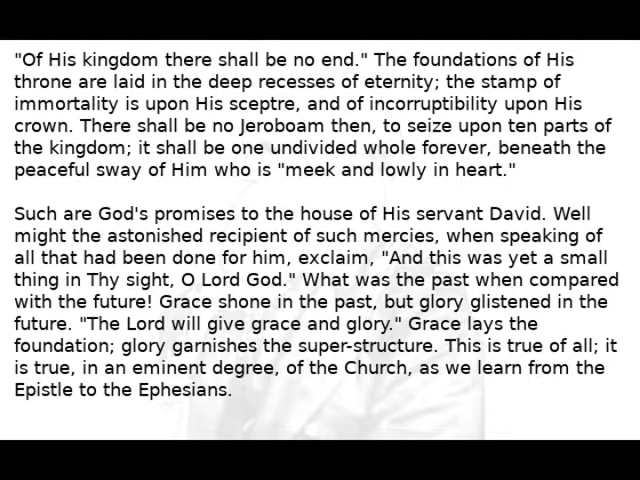 "Of His kingdom there shall be no end." The foundations of His
throne are laid in the deep recesses of eternity; the stamp of
immortality is upon His sceptre, and of incorruptibility upon His
crown. There shall be no Jeroboam then, to seize upon ten parts of
the kingdom; it shall be one undivided whole forever, beneath the
peaceful sway of Him who is "meek and lowly in heart."
Such are God's promises to the house of His servant David. Well
might the astonished recipient of such mercies, when speaking of
all that had been done for him, exclaim, "And this was yet a small
thing in Thy sight, O Lord God." What was the past when compared
with the future! Grace shone in the past, but glory glistened in the
future. "The Lord will give grace and glory." Grace lays the
foundation; glory garnishes the super-structure. This is true of all; it
is true, in an eminent degree, of the Church, as we learn from the
Epistle to the Ephesians.